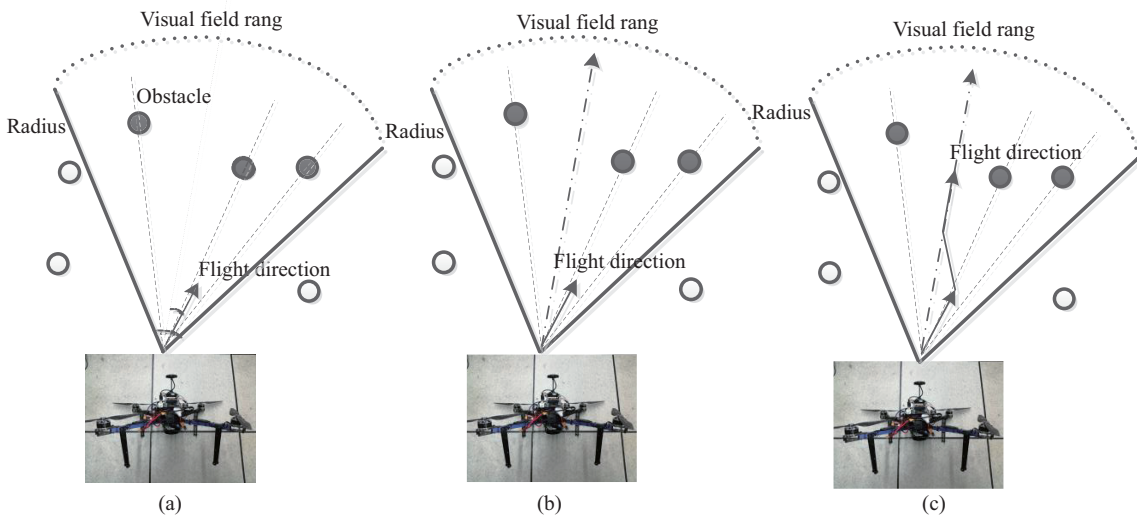 Visual field rang
Obstacle
Radius
Flight direction
(a)
Visual field rang
Radius
Flight direction
(b)
Visual field rang
Radius
Flight direction
(c)